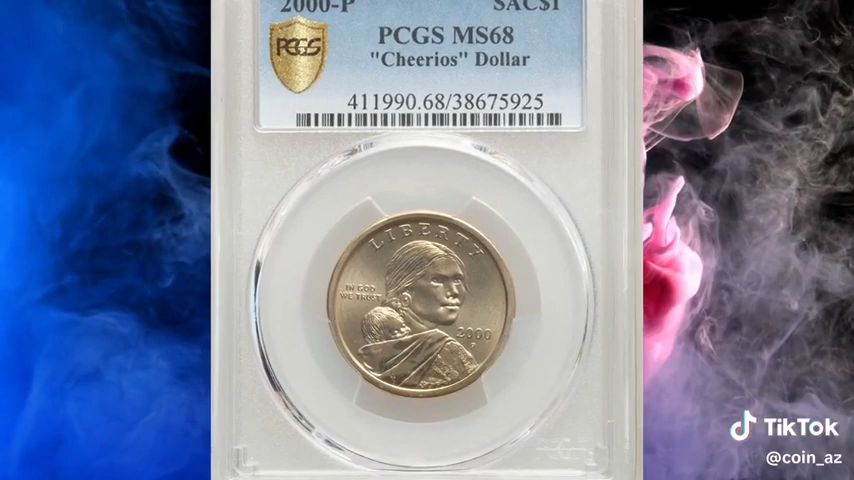 2000-P SAC$1
PCGS MS68
"Cheerios" Dollar
411990.68/38675925
PCGS
LIBERTY
IN GOD
WE TRUST
2000
P
TikTok
@coin_az